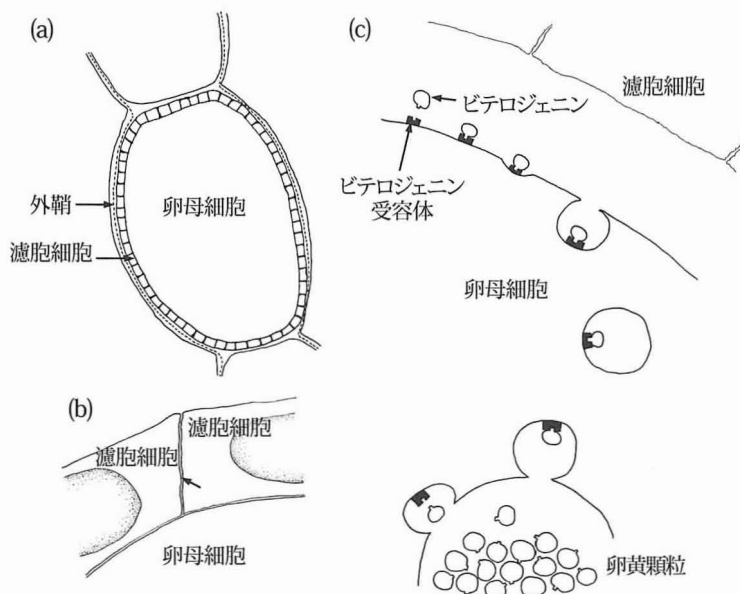 (a)
外鞘
濾胞細胞
卵母細胞
(b)
濾胞細胞
濾胞細胞
卵母細胞
(c)
濾胞細胞
ビテロジェニン
ビテロジェニン
受容体
卵母細胞
卵黄顆粒